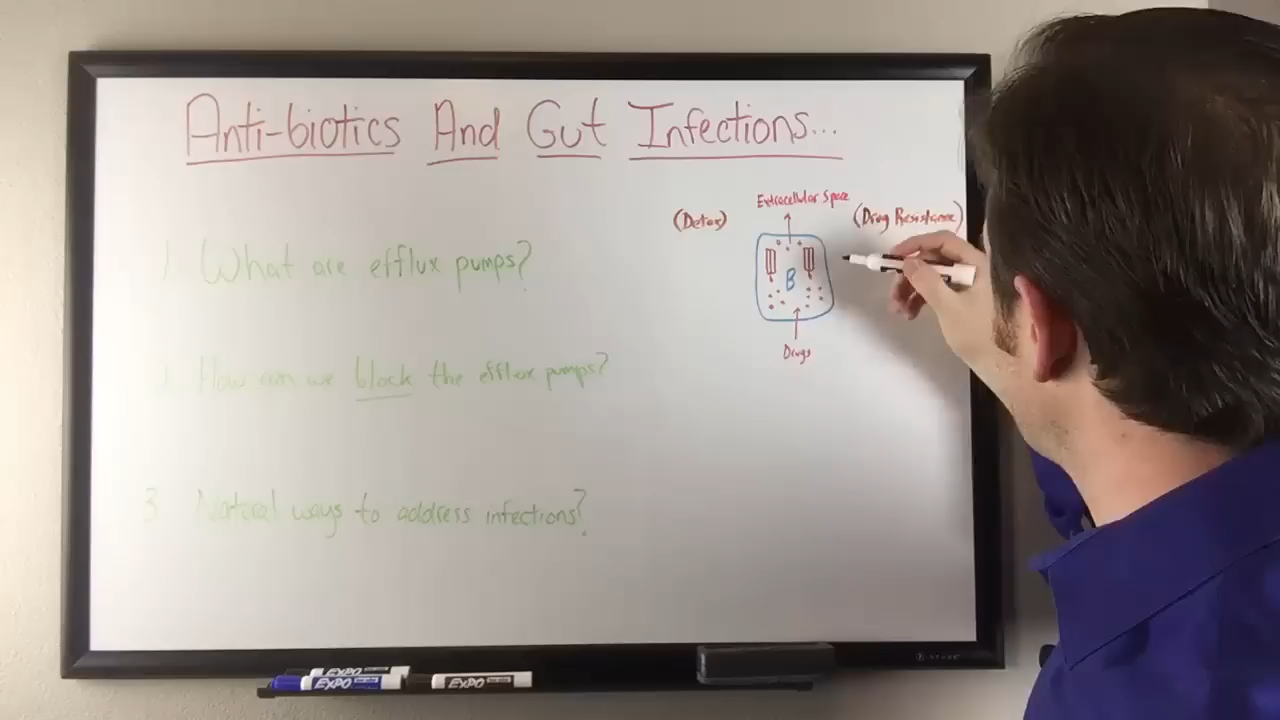 Anti-biotics And Gut Infections...
1. What are efflux pumps?
2. How can we block the efflux pumps?
3. Natural ways to address infections?
Extracellular Space
(Detox)
(Drug Resistance)
B
Drugs
EXPO
EXPO
EXPO